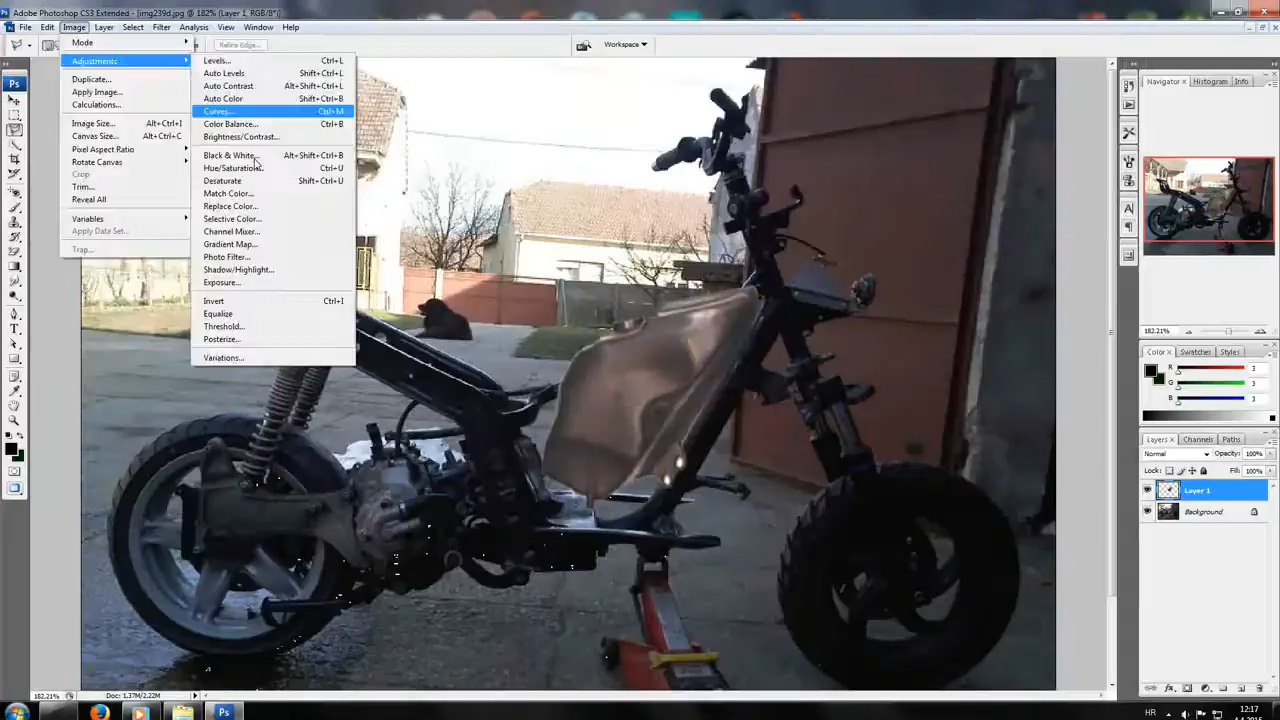 Adobe Photoshop CS3 Extended - [img239d.jpg @ 182% (Layer 1, RGB/8*)]
File Edit Image Layer Select Filter Analysis View Window Help
Refine Edge...
Workspace
Mode
Adjustments
Duplicate...
Apply Image...
Calculations...
Image Size... Alt+Ctrl+I
Canvas Size... Alt+Ctrl+C
Pixel Aspect Ratio
Rotate Canvas
Crop
Trim...
Reveal All
Variables
Apply Data Set...
Trap...
Levels... Ctrl+L
Auto Levels Shift+Ctrl+L
Auto Contrast Alt+Shift+Ctrl+L
Auto Color Shift+Ctrl+B
Curves... Ctrl+M
Color Balance... Ctrl+B
Brightness/Contrast...
Black & White... Alt+Shift+Ctrl+B
Hue/Saturation... Ctrl+U
Desaturate Shift+Ctrl+U
Match Color...
Replace Color...
Selective Color...
Channel Mixer...
Gradient Map...
Photo Filter...
Shadow/Highlight...
Exposure...
Invert Ctrl+I
Equalize
Threshold...
Posterize...
Variations...
Ps
Navigator × Histogram Info
182.21%
Color × Swatches Styles
R 3
G 3
B 3
Layers × Channels Paths
Normal Opacity: 100%
Lock: Fill: 100%
Layer 1
Background
182.21% Doc: 1,37M/2,22M
Ps
HR 12:17